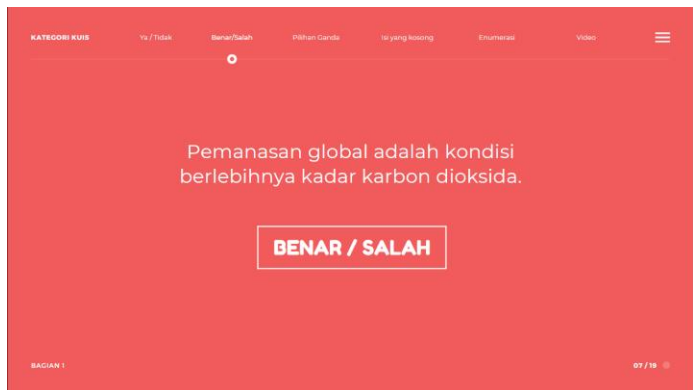 KATEGORI KUIS Ya / Tidak Benar/Salah Pilihan Ganda Isi yang kosong Enumerasi Video
Pemanasan global adalah kondisi
berlebihnya kadar karbon dioksida.
BENAR / SALAH
BAGIAN 1 07 / 19